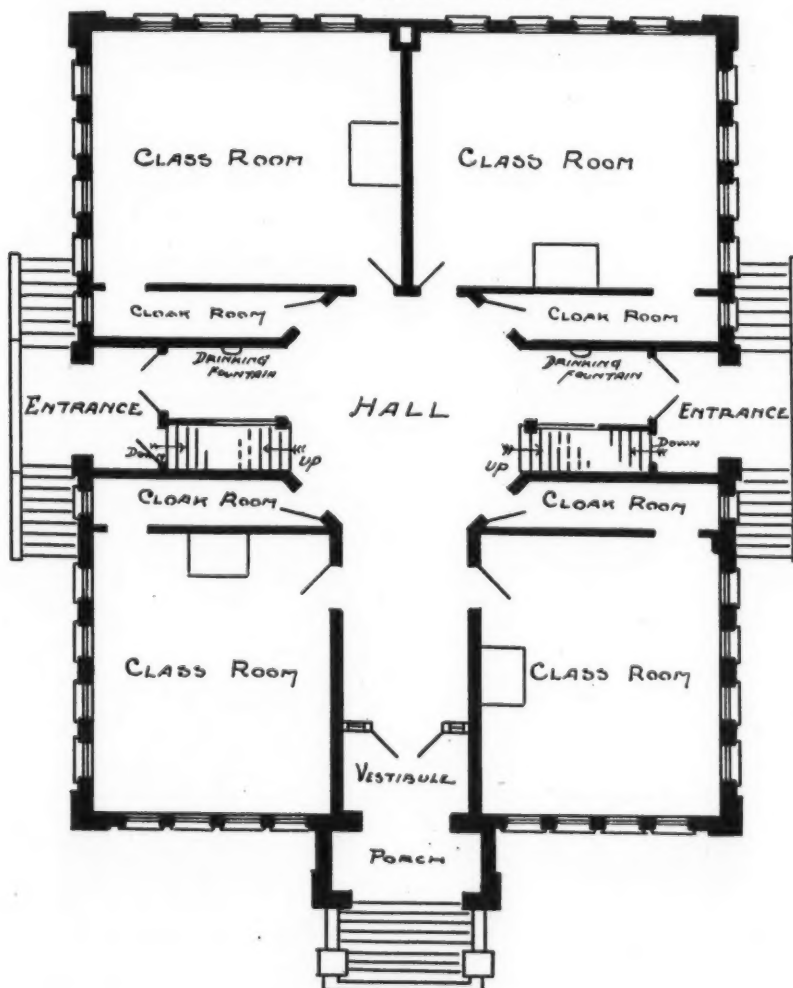 CLASS ROOM
CLASS ROOM
CLOAK ROOM
CLOAK ROOM
DRINKING
FOUNTAIN
DRINKING
FOUNTAIN
ENTRANCE
HALL
ENTRANCE
DOWN
UP
UP
DOWN
CLOAK ROOM
CLOAK ROOM
CLASS ROOM
CLASS ROOM
VESTIBULE
PORCH